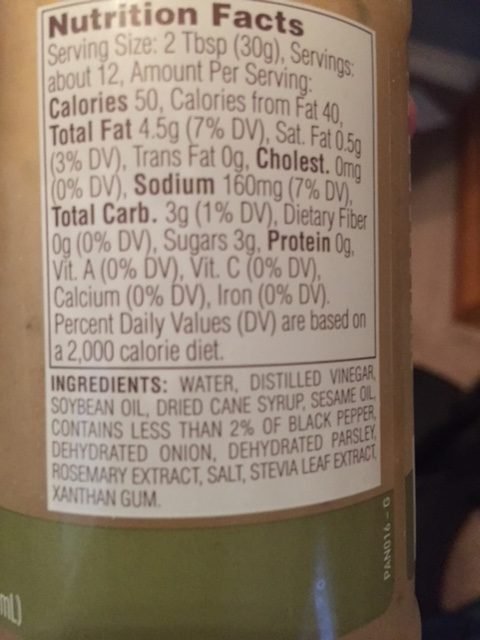 Nutrition Facts
Serving Size: 2 Tbsp (30g), Servings:
about 12, Amount Per Serving:
Calories 50, Calories from Fat 40,
Total Fat 4.5g (7% DV), Sat. Fat 0.5g
(3% DV), Trans Fat 0g, Cholest. 0mg
(0% DV), Sodium 160mg (7% DV),
Total Carb. 3g (1% DV), Dietary Fiber
0g (0% DV), Sugars 3g, Protein 0g,
Vit. A (0% DV), Vit. C (0% DV),
Calcium (0% DV), Iron (0% DV).
Percent Daily Values (DV) are based on
a 2,000 calorie diet.
INGREDIENTS: WATER, DISTILLED VINEGAR,
SOYBEAN OIL, DRIED CANE SYRUP, SESAME OIL,
CONTAINS LESS THAN 2% OF BLACK PEPPER,
DEHYDRATED ONION, DEHYDRATED PARSLEY,
ROSEMARY EXTRACT, SALT, STEVIA LEAF EXTRACT,
XANTHAN GUM.
PAN016-G
mL)